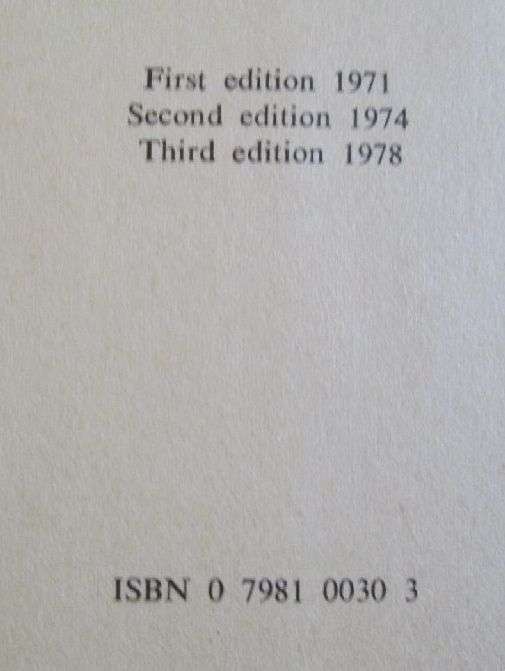 First edition 1971
Second edition 1974
Third edition 1978
ISBN 0 7981 0030 3